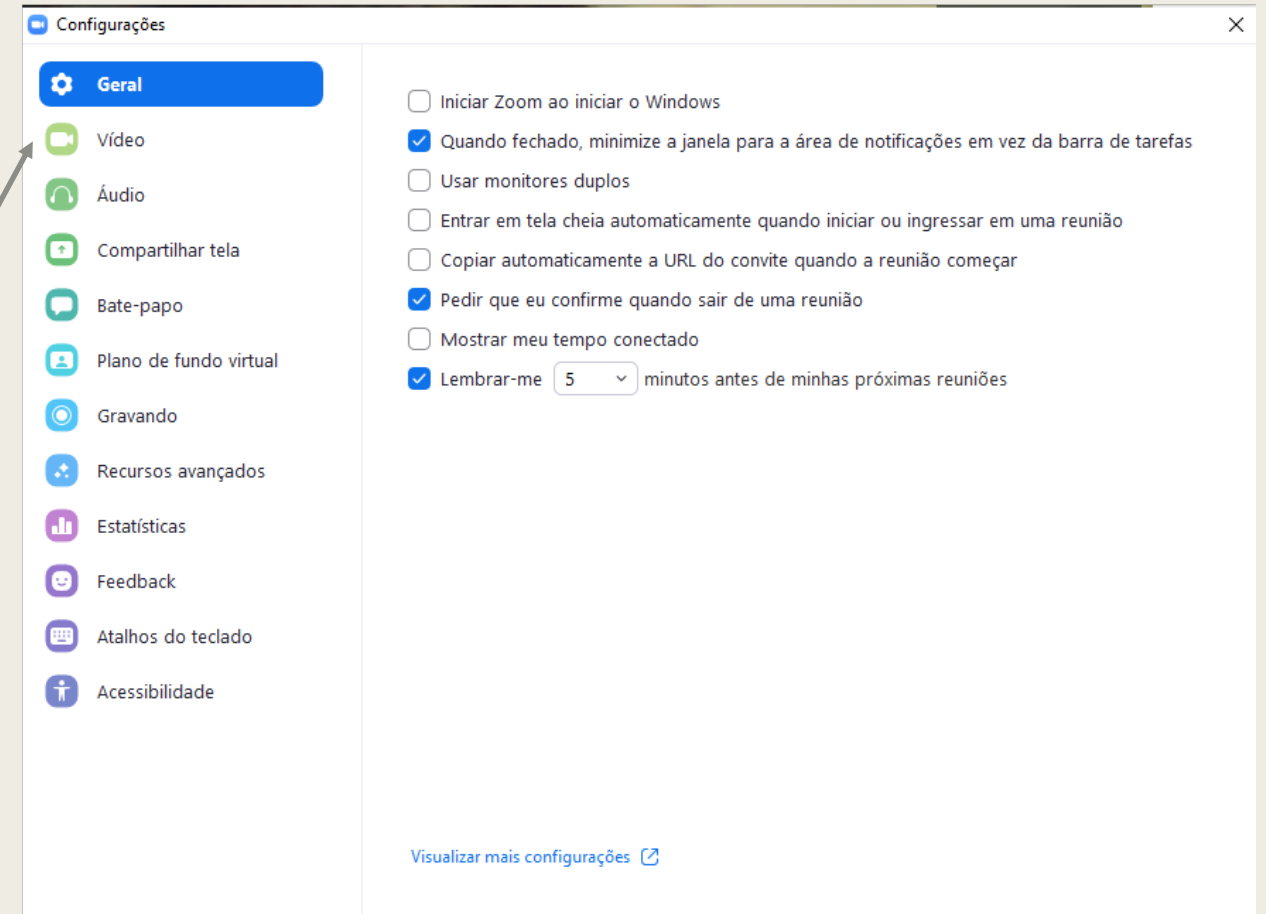 Configurações
Geral
Vídeo
Áudio
Compartilhar tela
Bate-papo
Plano de fundo virtual
Gravando
Recursos avançados
Estatísticas
Feedback
Atalhos do teclado
Acessibilidade
Iniciar Zoom ao iniciar o Windows
Quando fechado, minimize a janela para a área de notificações em vez da barra de tarefas
Usar monitores duplos
Entrar em tela cheia automaticamente quando iniciar ou ingressar em uma reunião
Copiar automaticamente a URL do convite quando a reunião começar
Pedir que eu confirme quando sair de uma reunião
Mostrar meu tempo conectado
Lembrar-me 5 minutos antes de minhas próximas reuniões
Visualizar mais configurações